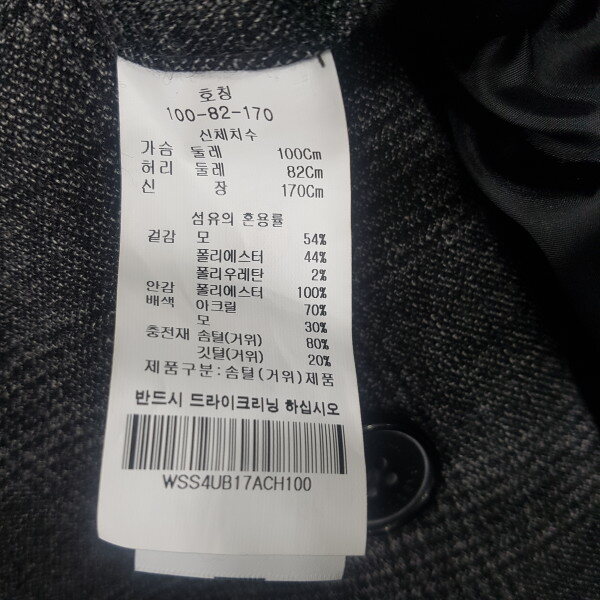 호칭
100-82-170
신체치수
가슴 둘레 100Cm
허리 둘레 82Cm
신 장 170Cm
섬유의 혼용률
겉감 모 54%
폴리에스터 44%
폴리우레탄 2%
안감 폴리에스터 100%
배색 아크릴 70%
모 30%
충전재 솜털(거위) 80%
깃털(거위) 20%
제품구분:솜털(거위)제품
반드시 드라이크리닝 하십시오
WSS4UB17ACH100